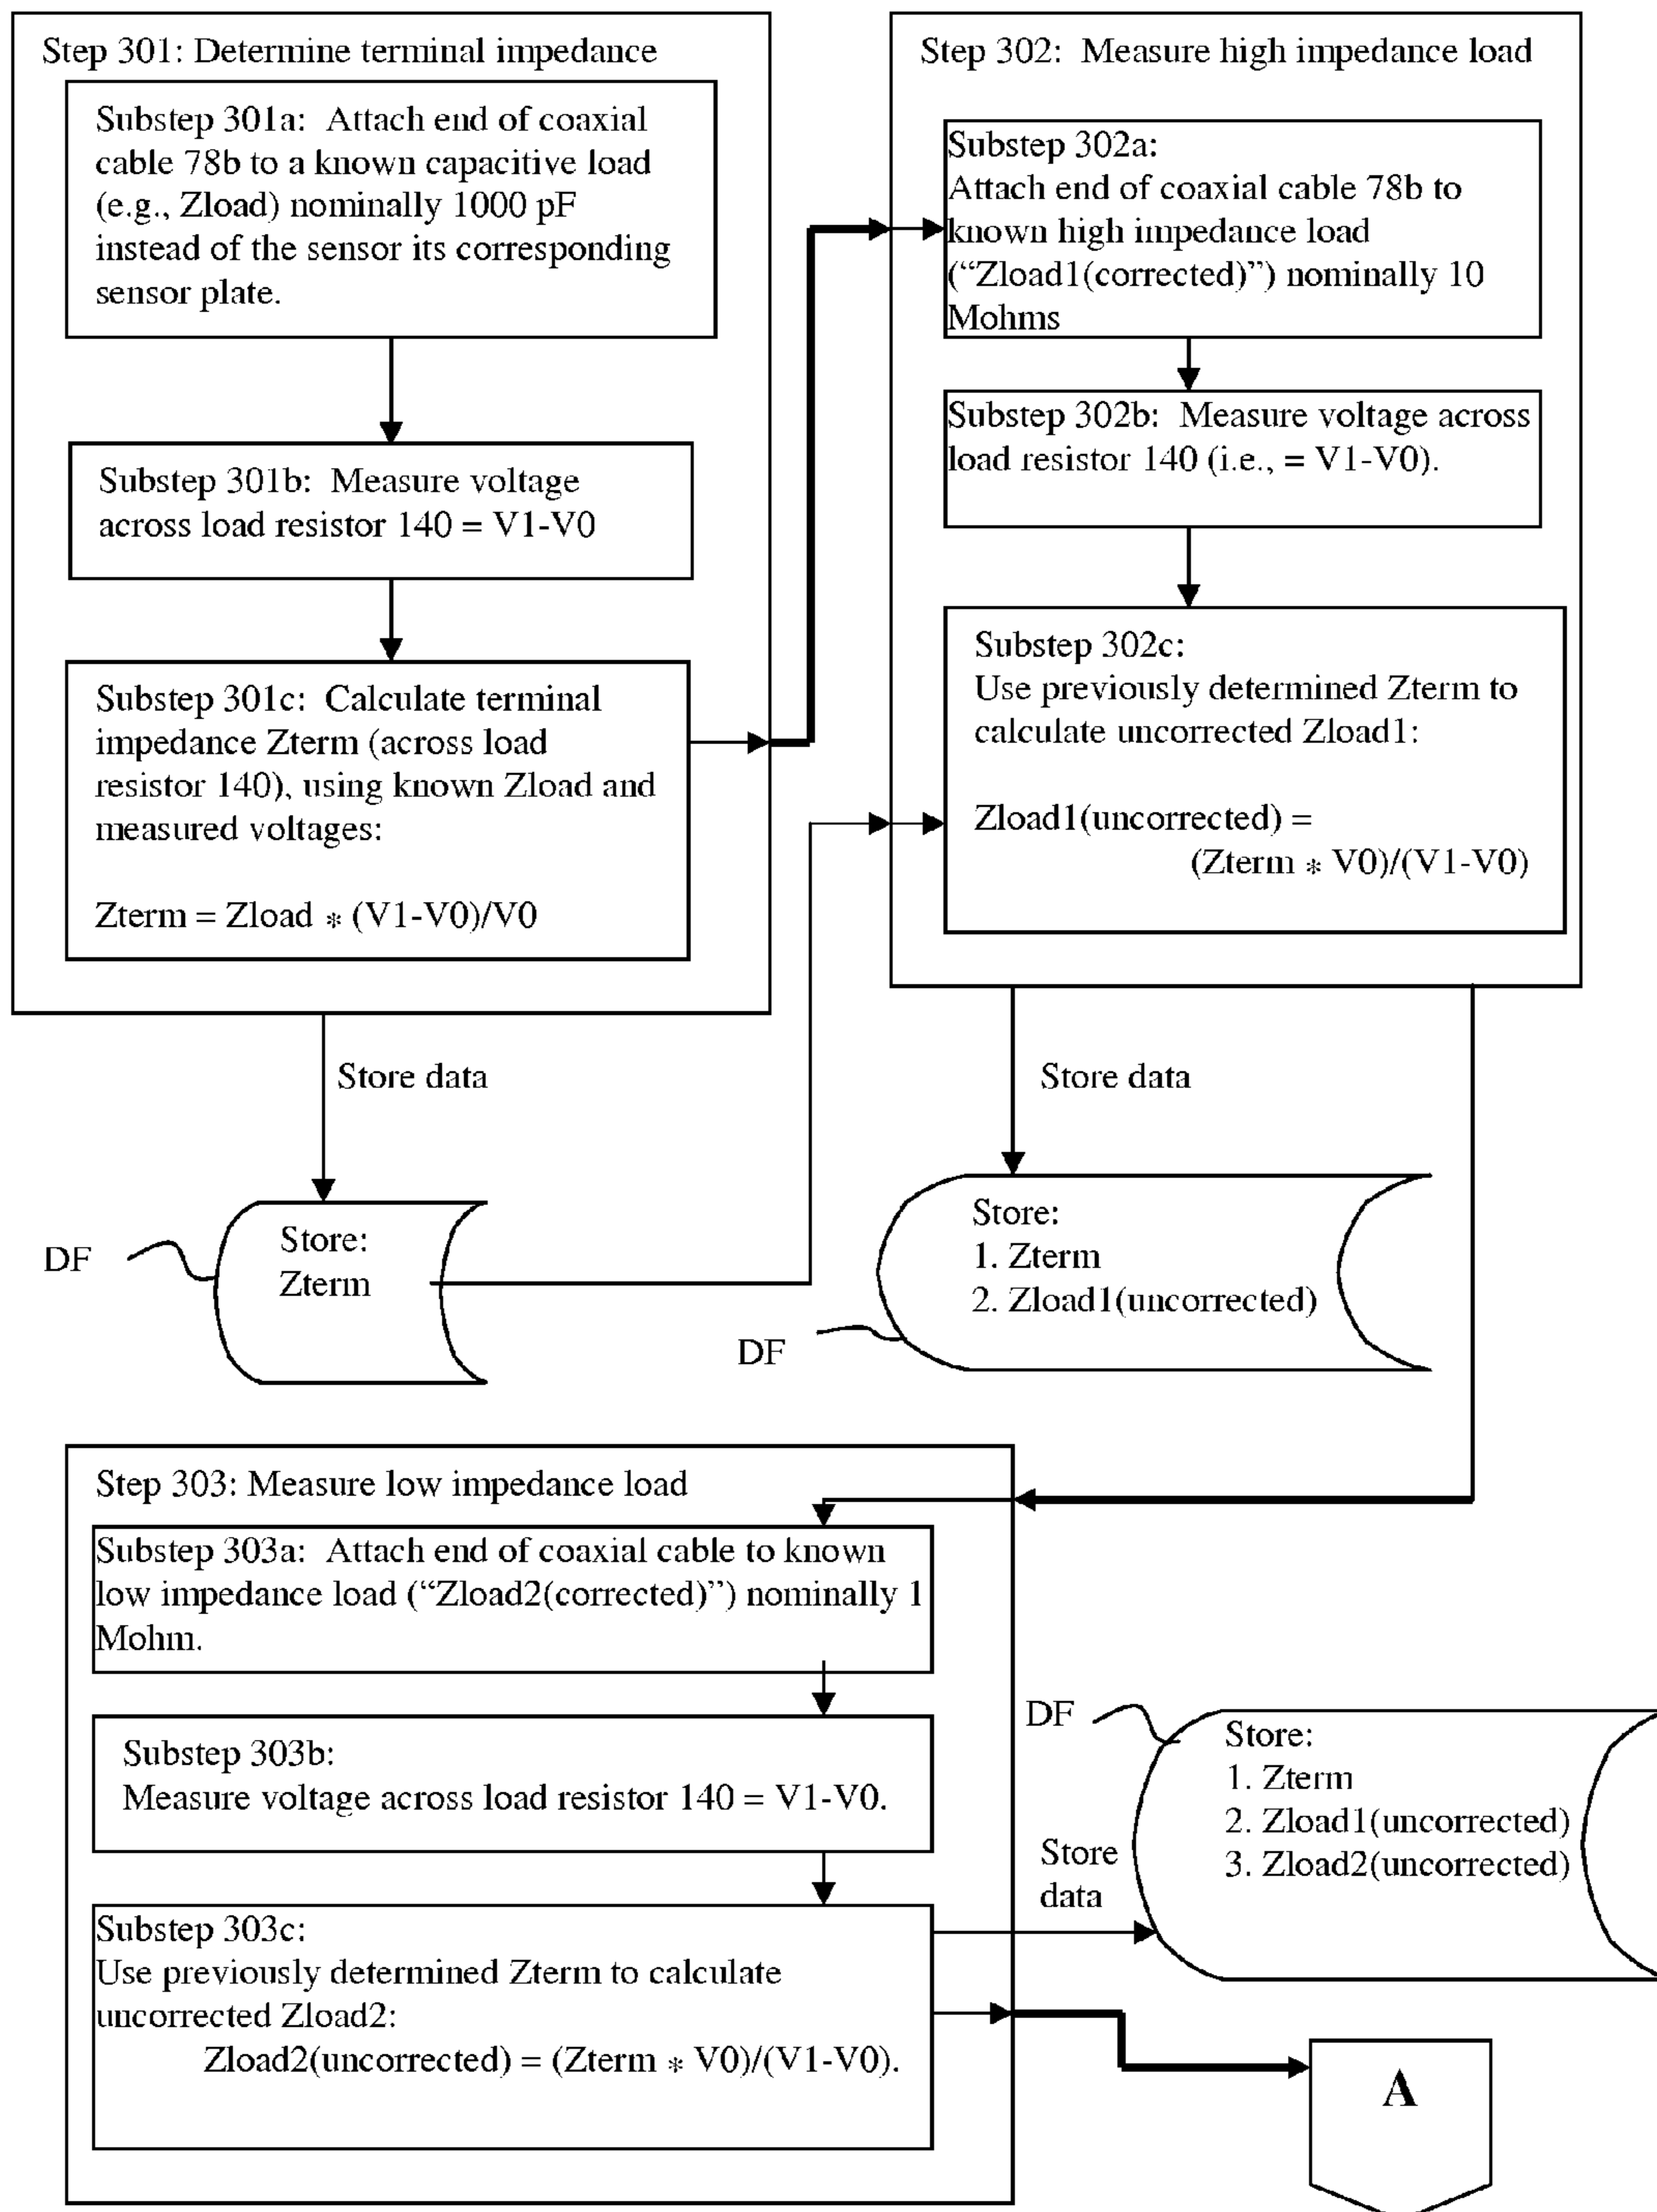 Step 301: Determine terminal impedance
Substep 301a: Attach end of coaxial
cable 78b to a known capacitive load
(e.g., Zload) nominally 1000 pF
instead of the sensor its corresponding
sensor plate.
Substep 301b: Measure voltage
across load resistor 140 = V1-V0
Substep 301c: Calculate terminal
impedance Zterm (across load
resistor 140), using known Zload and
measured voltages:
Zterm = Zload * (V1-V0)/V0
Store data
DF
Store:
Zterm
Step 302: Measure high impedance load
Substep 302a:
Attach end of coaxial cable 78b to
known high impedance load
(“Zload1(corrected)”) nominally 10
Mohms
Substep 302b: Measure voltage across
load resistor 140 (i.e., = V1-V0).
Substep 302c:
Use previously determined Zterm to
calculate uncorrected Zload1:
Zload1(uncorrected) =
(Zterm * V0)/(V1-V0)
Store data
Store:
1. Zterm
2. Zload1(uncorrected)
DF
Step 303: Measure low impedance load
Substep 303a: Attach end of coaxial cable to known
low impedance load (“Zload2(corrected)”) nominally 1
Mohm.
Substep 303b:
Measure voltage across load resistor 140 = V1-V0.
Substep 303c:
Use previously determined Zterm to calculate
uncorrected Zload2:
Zload2(uncorrected) = (Zterm * V0)/(V1-V0).
Store
data
DF
Store:
1. Zterm
2. Zload1(uncorrected)
3. Zload2(uncorrected)
A